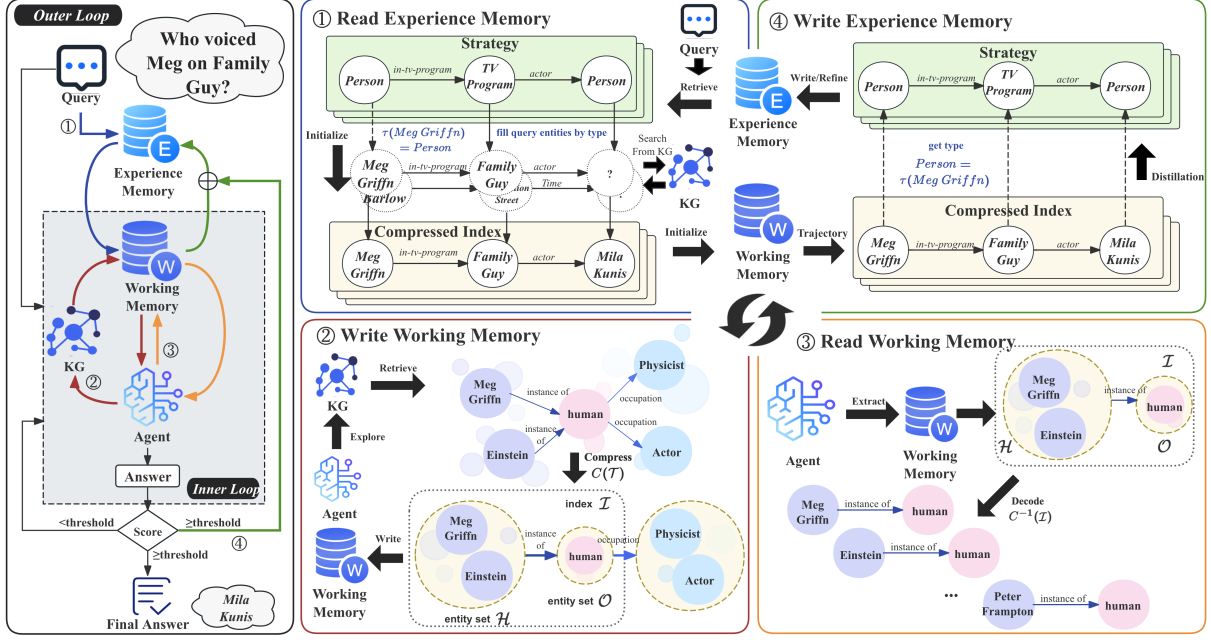 Outer Loop
Who voiced
Meg on Family
Guy?
Query
①
E
Experience
Memory
W
Working
Memory
KG
③
②
Agent
Answer
Inner Loop
<threshold
Score
≥threshold
④
≥threshold
Final Answer
Mila
Kunis
① Read Experience Memory
Strategy
Person
in-tv-program
TV
Program
actor
Person
Query
Retrieve
Initialize
τ(Meg Griffn)
= Person
fill query entities by type
Meg
Griffn
Barlow
in-tv-program
Family
Guy
Street
actor
Time
?
Search
From KG
KG
Compressed Index
Meg
Griffn
in-tv-program
Family
Guy
actor
Mila
Kunis
Initialize
④ Write Experience Memory
E
Experience
Memory
Write/Refine
Strategy
Person
in-tv-program
TV
Program
actor
Person
get type
Person =
τ(Meg Griffn)
Distillation
W
Working
Memory
Trajectory
Compressed Index
Meg
Griffn
in-tv-program
Family
Guy
actor
Mila
Kunis
② Write Working Memory
KG
Retrieve
Explore
Agent
Meg
Griffn
instance of
Einstein
instance
of
human
occupation
Physicist
occupation
Actor
Compress
C(𝒯)
index ℐ
Write
W
Working
Memory
Meg
Griffn
Einstein
instance
of
human
occupation
Physicist
Actor
entity set ℋ
entity set 𝒪
③ Read Working Memory
Agent
Extract
W
Working
Memory
ℐ
Meg
Griffn
Einstein
instance of
human
ℋ
𝒪
Decode
C⁻¹(ℐ)
Meg
Griffn
instance of
human
Einstein
instance of
human
...
Peter
Frampton
instance of
human